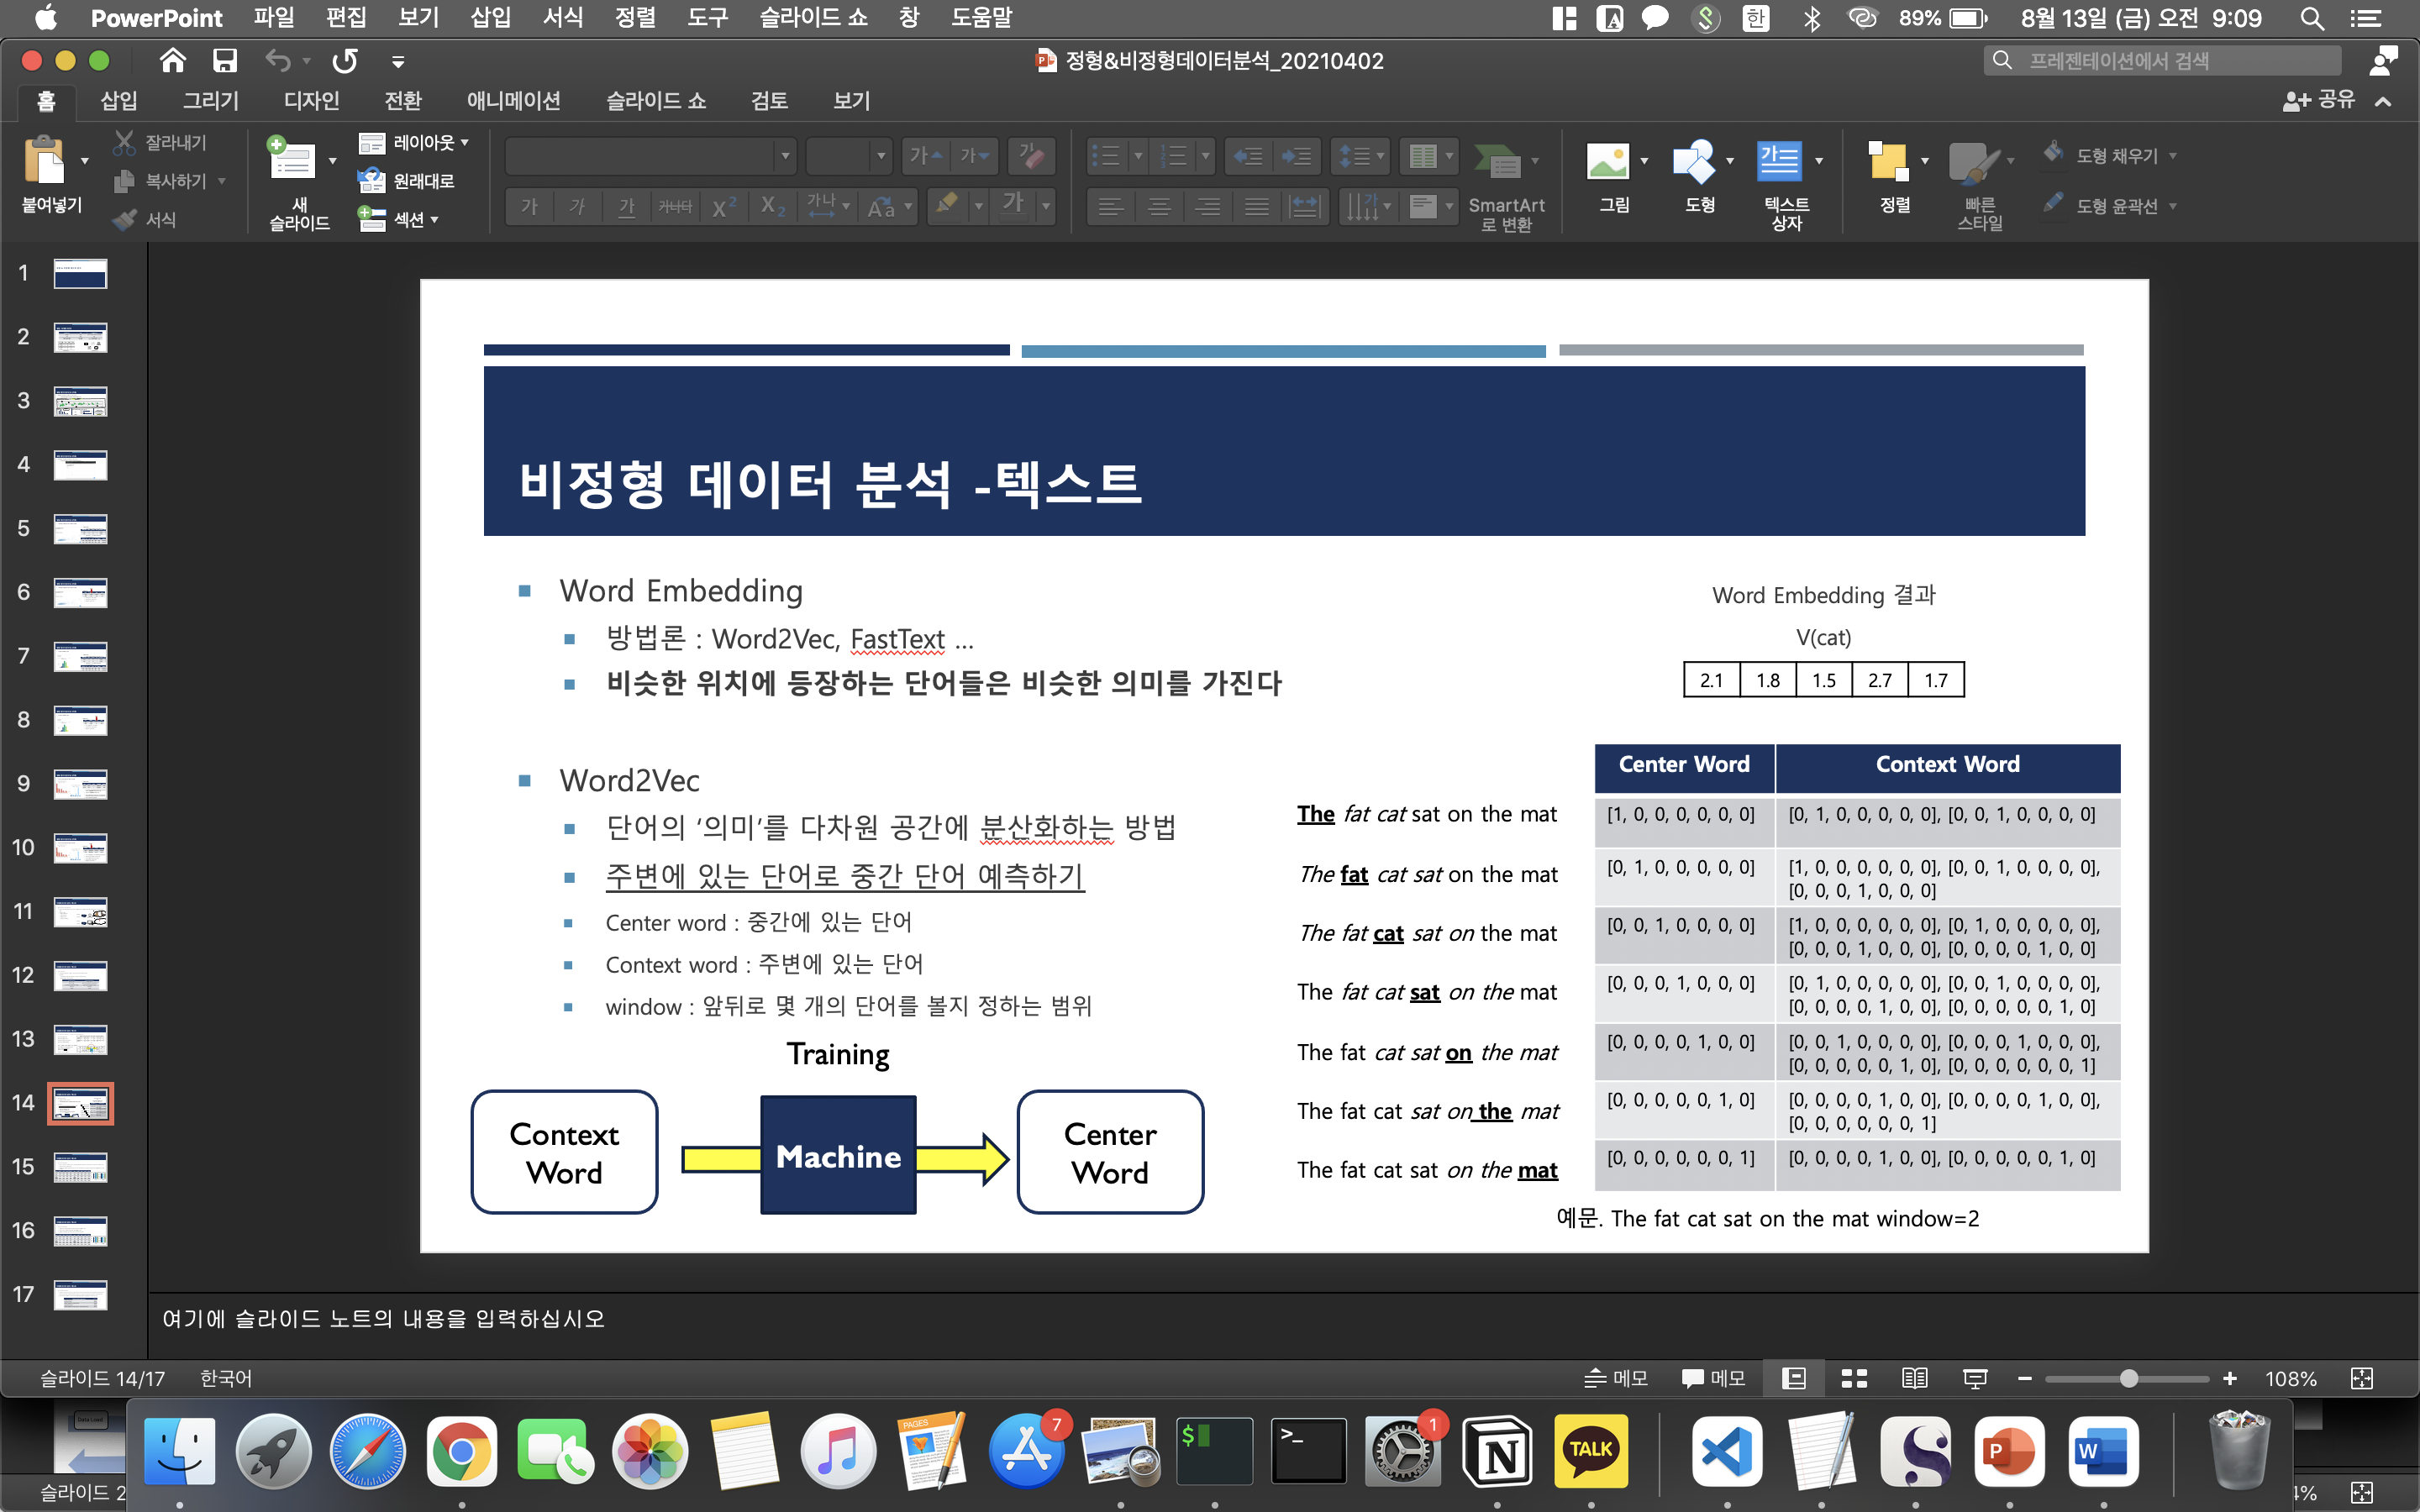 PowerPoint 파일 편집 보기 삽입 서식 정렬 도구 슬라이드 쇼 창 도움말 89% 8월 13일 (금) 오전 9:09
정형&비정형데이터분석_20210402
프레젠테이션에서 검색
홈 삽입 그리기 디자인 전환 애니메이션 슬라이드 쇼 검토 보기 공유
붙여넣기
잘라내기
복사하기
서식
새
슬라이드
레이아웃
원래대로
섹션
SmartArt
로 변환
그림
도형
텍스트
상자
정렬
빠른
스타일
도형 채우기
도형 윤곽선
1
2
3
4
5
6
7
8
9
10
11
12
13
14
15
16
17
비정형 데이터 분석 -텍스트
Word Embedding
방법론 : Word2Vec, FastText ...
비슷한 위치에 등장하는 단어들은 비슷한 의미를 가진다
Word2Vec
단어의 ‘의미’를 다차원 공간에 분산화하는 방법
주변에 있는 단어로 중간 단어 예측하기
Center word : 중간에 있는 단어
Context word : 주변에 있는 단어
window : 앞뒤로 몇 개의 단어를 볼지 정하는 범위
Training
Context
Word
Machine
Center
Word
Word Embedding 결과
V(cat)
2.1 1.8 1.5 2.7 1.7
Center Word Context Word
The fat cat sat on the mat [1, 0, 0, 0, 0, 0, 0] [0, 1, 0, 0, 0, 0, 0], [0, 0, 1, 0, 0, 0, 0]
The fat cat sat on the mat [0, 1, 0, 0, 0, 0, 0] [1, 0, 0, 0, 0, 0, 0], [0, 0, 1, 0, 0, 0, 0],
[0, 0, 0, 1, 0, 0, 0]
The fat cat sat on the mat [0, 0, 1, 0, 0, 0, 0] [1, 0, 0, 0, 0, 0, 0], [0, 1, 0, 0, 0, 0, 0],
[0, 0, 0, 1, 0, 0, 0], [0, 0, 0, 0, 1, 0, 0]
The fat cat sat on the mat [0, 0, 0, 1, 0, 0, 0] [0, 1, 0, 0, 0, 0, 0], [0, 0, 1, 0, 0, 0, 0],
[0, 0, 0, 0, 1, 0, 0], [0, 0, 0, 0, 0, 1, 0]
The fat cat sat on the mat [0, 0, 0, 0, 1, 0, 0] [0, 0, 1, 0, 0, 0, 0], [0, 0, 0, 1, 0, 0, 0],
[0, 0, 0, 0, 0, 1, 0], [0, 0, 0, 0, 0, 0, 1]
The fat cat sat on the mat [0, 0, 0, 0, 0, 1, 0] [0, 0, 0, 0, 1, 0, 0], [0, 0, 0, 0, 1, 0, 0],
[0, 0, 0, 0, 0, 0, 1]
The fat cat sat on the mat [0, 0, 0, 0, 0, 0, 1] [0, 0, 0, 0, 1, 0, 0], [0, 0, 0, 0, 0, 1, 0]
예문. The fat cat sat on the mat window=2
여기에 슬라이드 노트의 내용을 입력하십시오
슬라이드 14/17 한국어 메모 메모 108%
7
1
TALK
PAGES
슬라이드 2